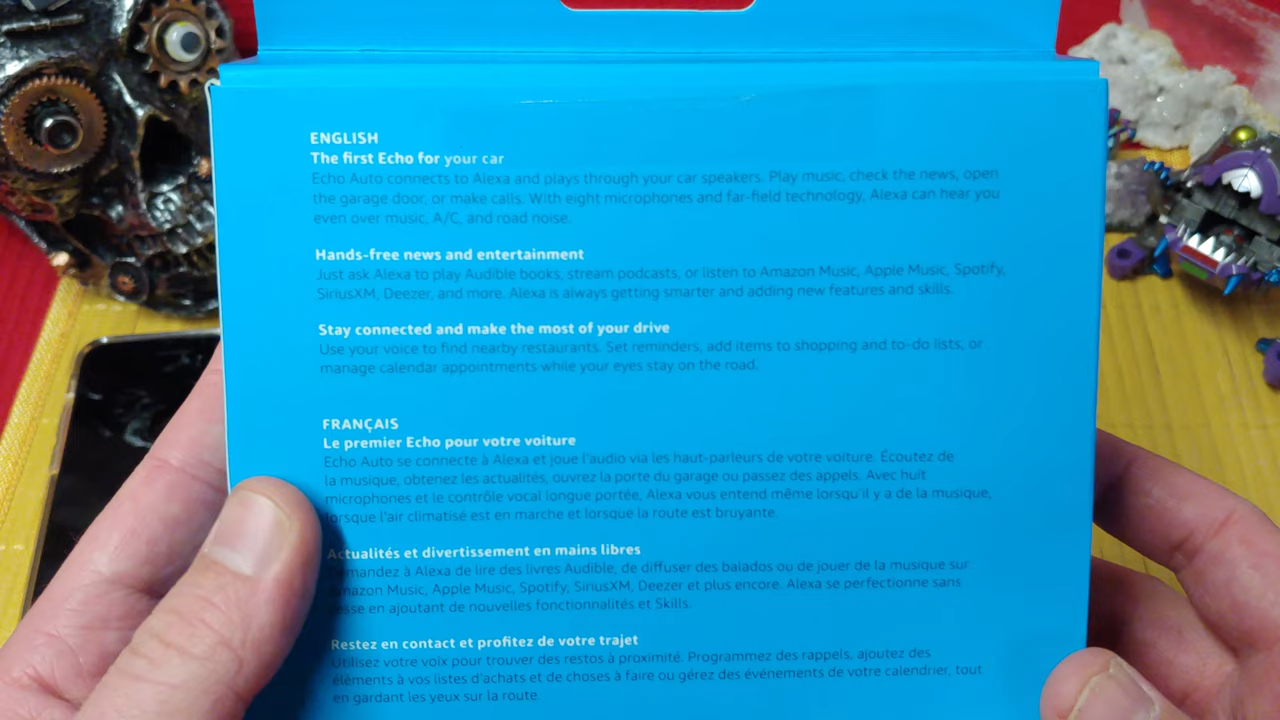 ENGLISH
The first Echo for your car
Echo Auto connects to Alexa and plays through your car speakers. Play music, check the news, open
the garage door, or make calls. With eight microphones and far-field technology, Alexa can hear you
even over music, A/C, and road noise.
Hands-free news and entertainment
Just ask Alexa to play Audible books, stream podcasts, or listen to Amazon Music, Apple Music, Spotify,
SiriusXM, Deezer, and more. Alexa is always getting smarter and adding new features and skills.
Stay connected and make the most of your drive
Use your voice to find nearby restaurants. Set reminders, add items to shopping and to-do lists, or
manage calendar appointments while your eyes stay on the road.
FRANÇAIS
Le premier Echo pour votre voiture
Echo Auto se connecte à Alexa et joue l'audio via les haut-parleurs de votre voiture. Écoutez de
la musique, obtenez les actualités, ouvrez la porte du garage ou passez des appels. Avec huit
microphones et le contrôle vocal longue portée, Alexa vous entend même lorsqu'il y a de la musique,
lorsque l'air climatisé est en marche et lorsque la route est bruyante.
Actualités et divertissement en mains libres
mandez à Alexa de lire des livres Audible, de diffuser des balados ou de jouer de la musique sur
Amazon Music, Apple Music, Spotify, SiriusXM, Deezer et plus encore. Alexa se perfectionne sans
esse en ajoutant de nouvelles fonctionnalités et Skills.
Restez en contact et profitez de votre trajet
Utilisez votre voix pour trouver des restos à proximité. Programmez des rappels, ajoutez des
éléments à vos listes d'achats et de choses à faire ou gérez des événements de votre calendrier, tout
en gardant les yeux sur la route.